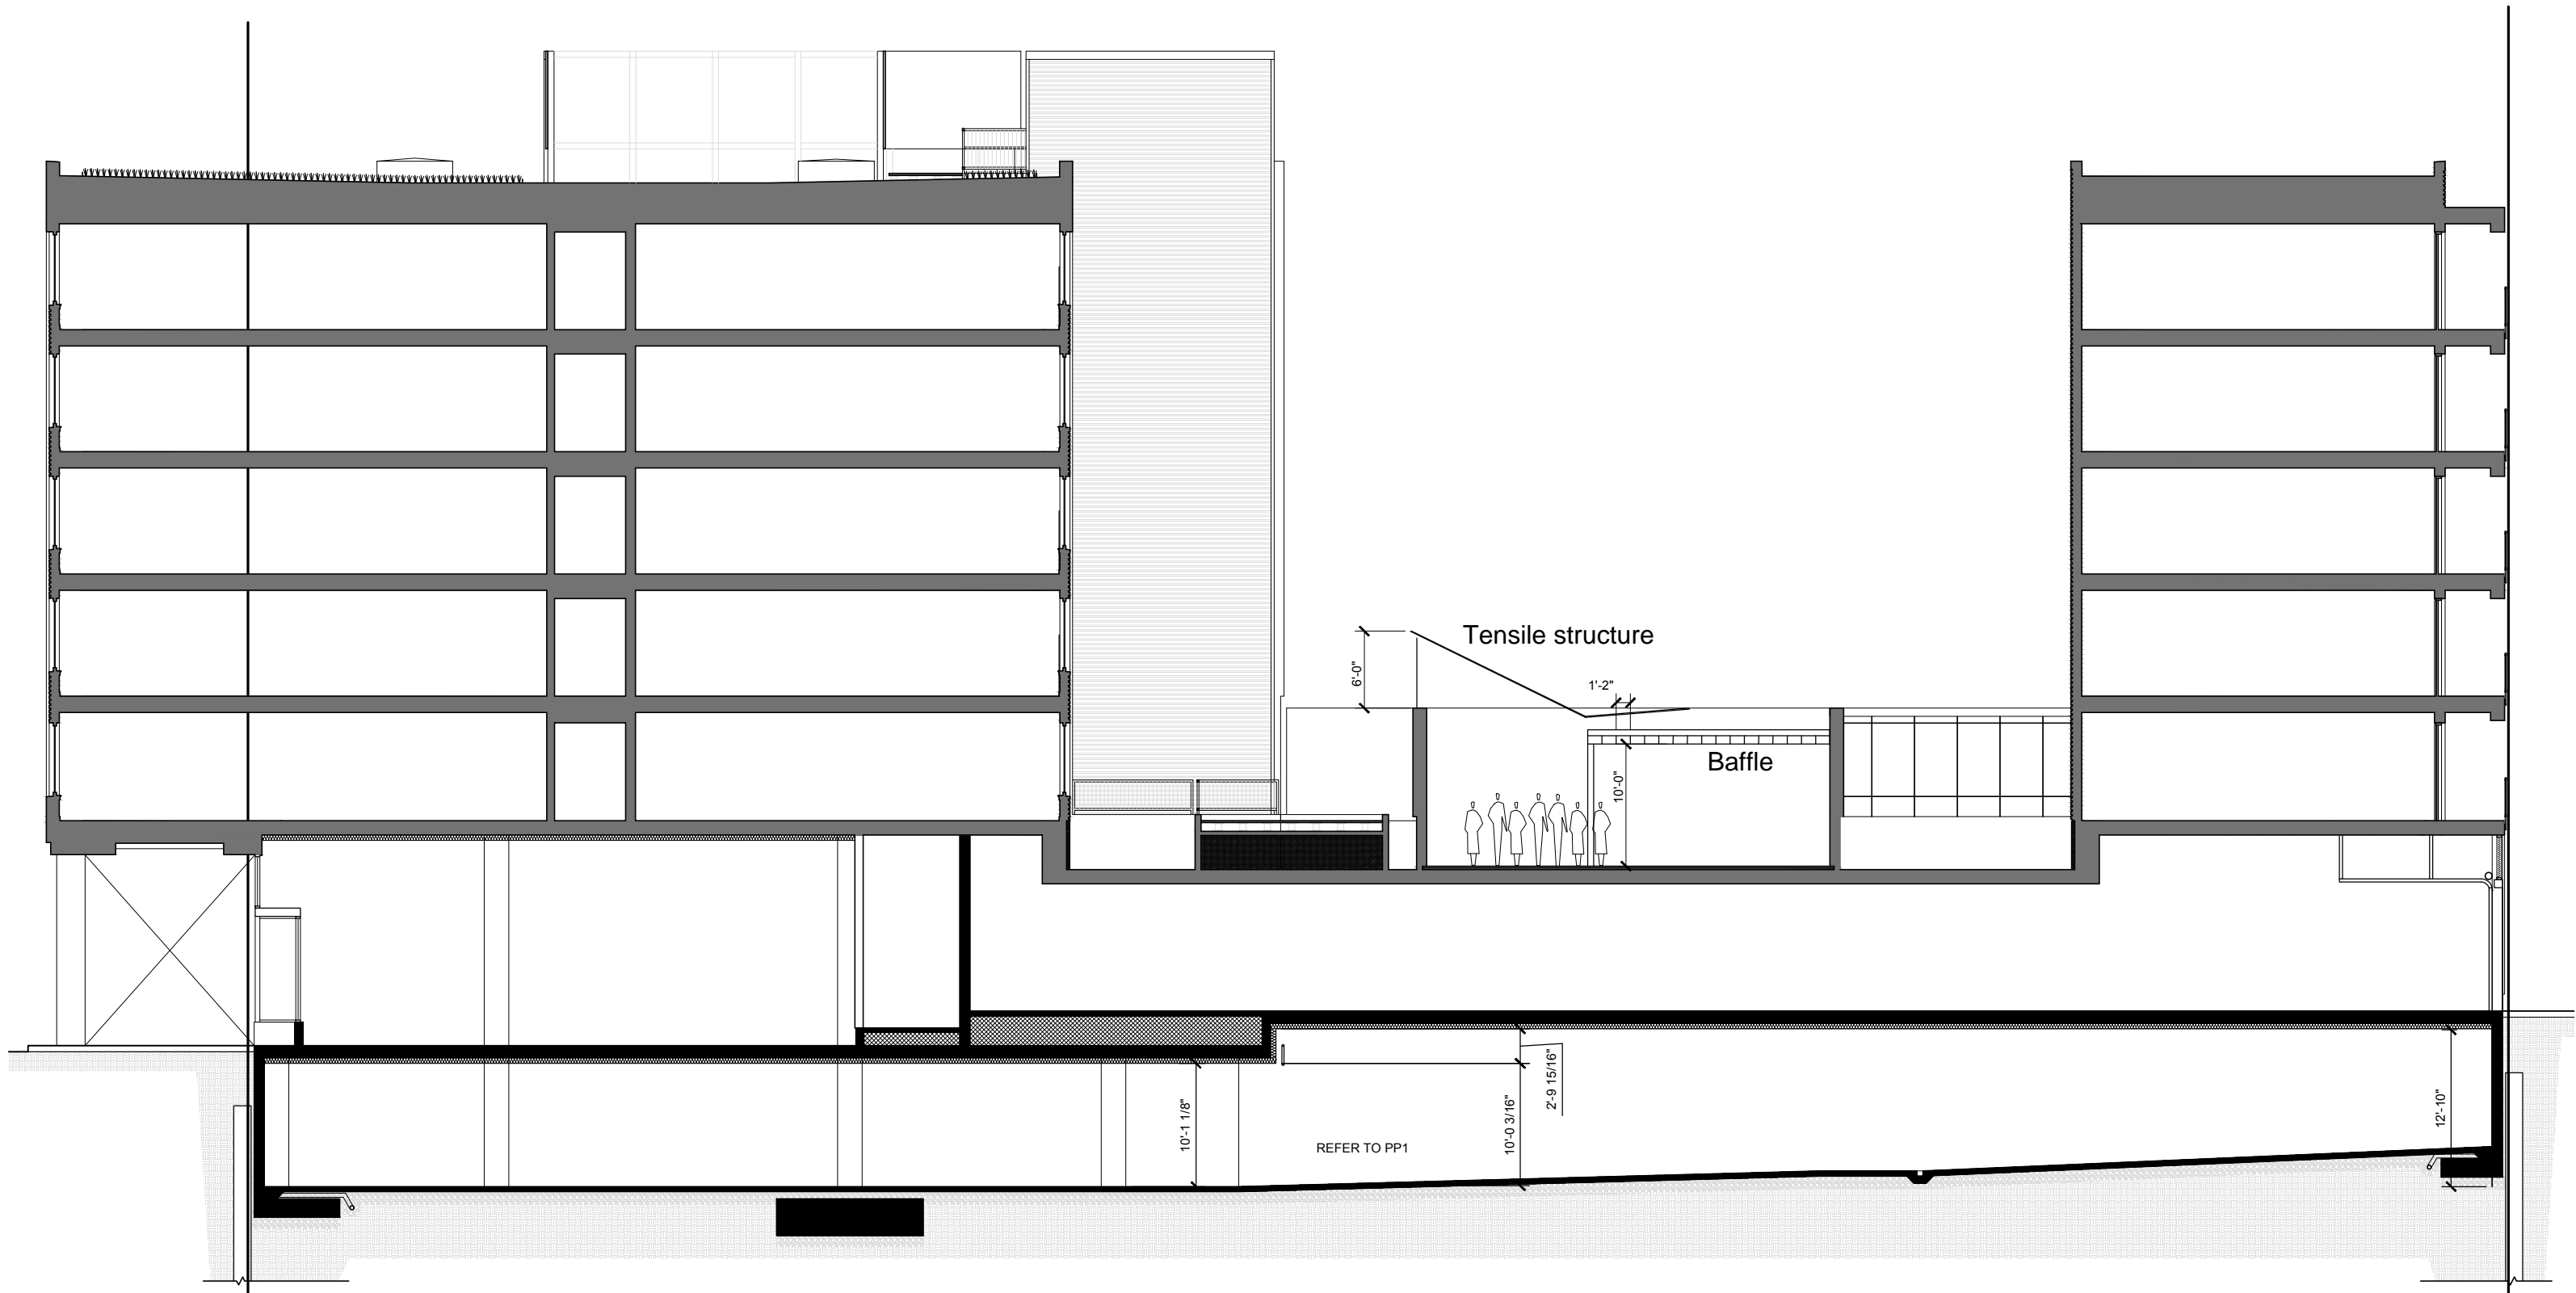 Tensile structure
6'-0"
1'-2"
Baffle
10'-0"
2'-9 15/16"
10'-1 1/8"
10'-0 3/16"
12'-10"
REFER TO PP1